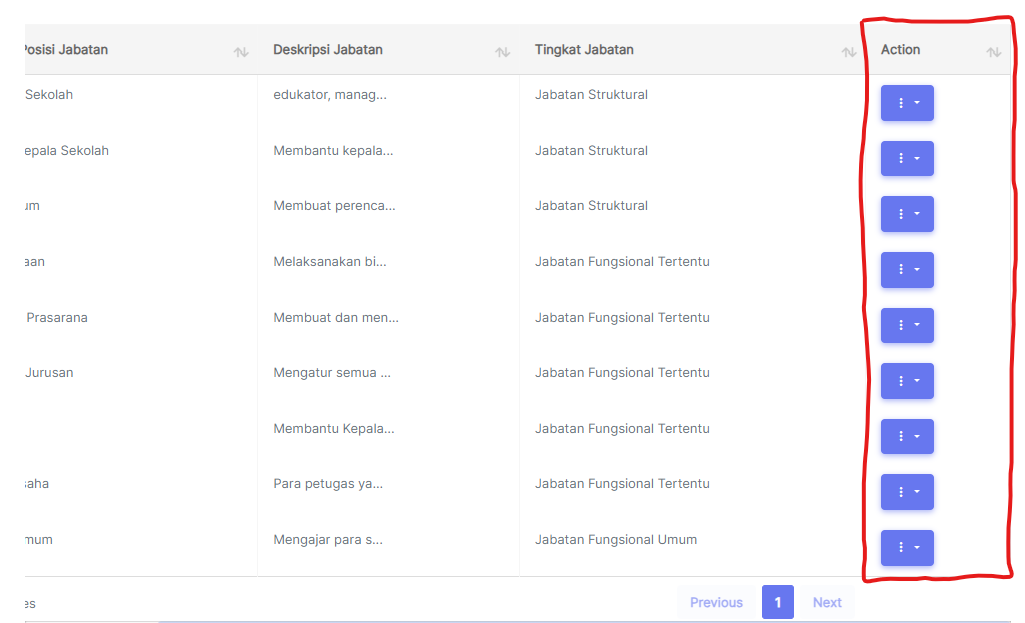 Posisi Jabatan Deskripsi Jabatan Tingkat Jabatan Action
Sekolah edukator, manag... Jabatan Struktural
epala Sekolah Membantu kepala... Jabatan Struktural
um Membuat perenca... Jabatan Struktural
aan Melaksanakan bi... Jabatan Fungsional Tertentu
Prasarana Membuat dan men... Jabatan Fungsional Tertentu
Jurusan Mengatur semua ... Jabatan Fungsional Tertentu
Membantu Kepala... Jabatan Fungsional Tertentu
saha Para petugas ya... Jabatan Fungsional Tertentu
mum Mengajar para s... Jabatan Fungsional Umum
es Previous 1 Next